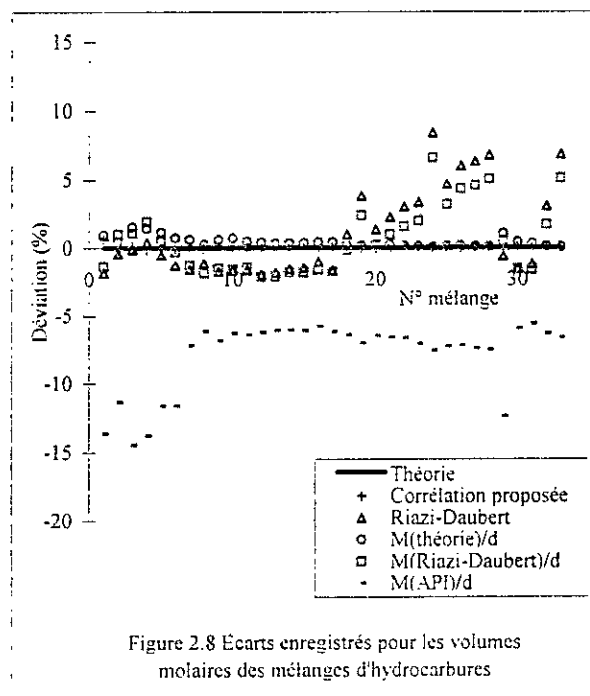 15
10
5
0
-5
-10
-15
-20
Déviation (%)
0
10
20
30
N° mélange
Théorie
Corrélation proposée
Riazi-Daubert
M(théorie)/d
M(Riazi-Daubert)/d
M(API)/d
Figure 2.8 Écarts enregistrés pour les volumes
molaires des mélanges d'hydrocarbures